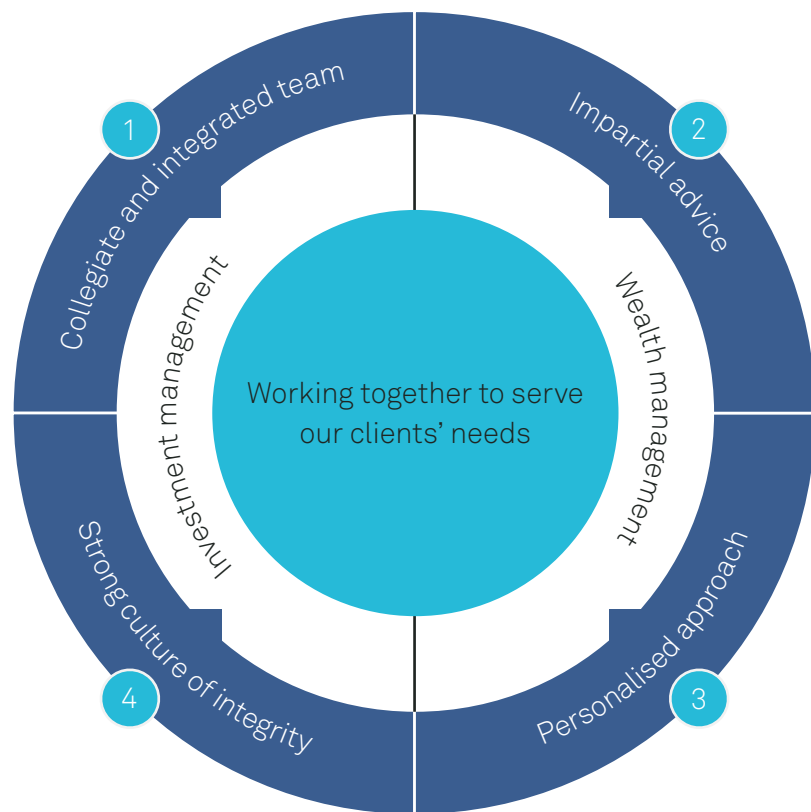 1
Collegiate and integrated team
2
Impartial advice
Investment management
Working together to serve
our clients’ needs
Wealth management
4
Strong culture of integrity
3
Personalised approach